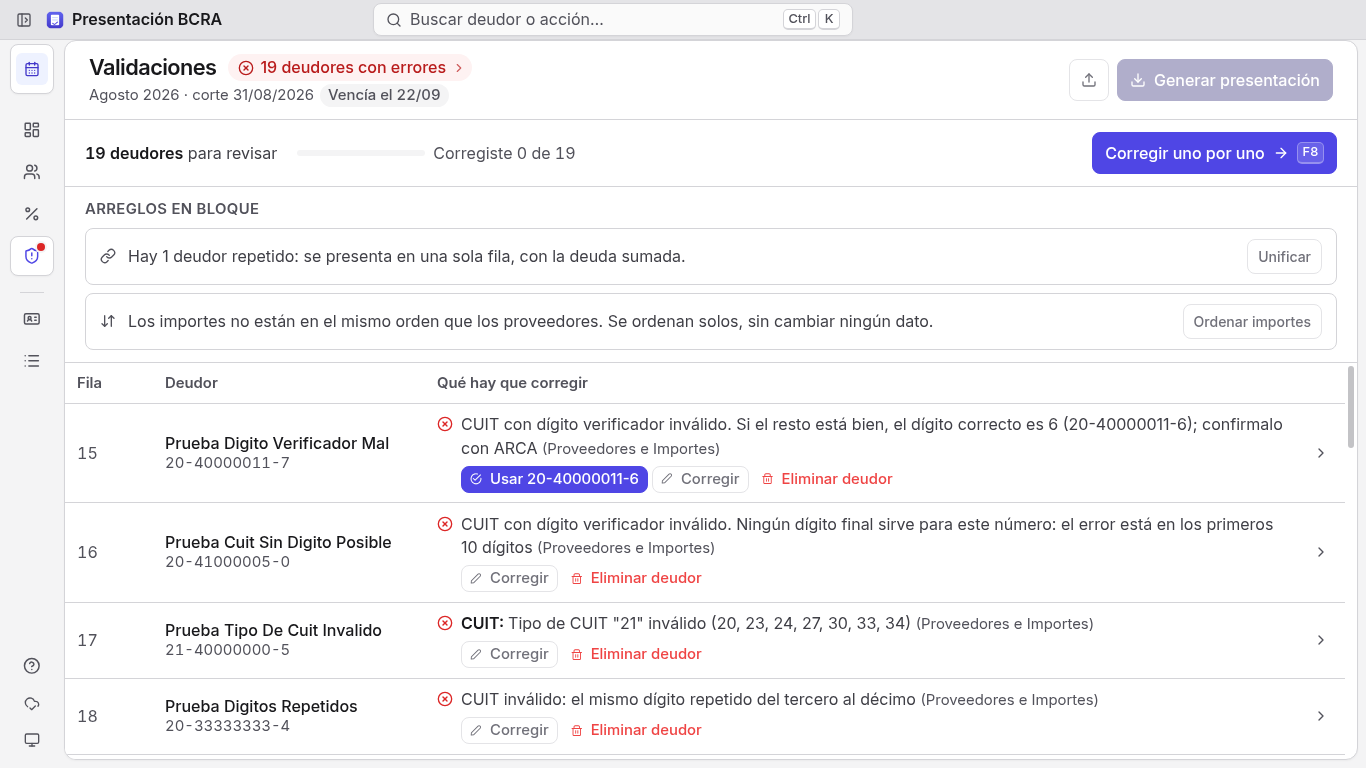 Presentación BCRA
Buscar deudor o acción…
Ctrl K
Validaciones
19 deudores con errores
Agosto 2026 · corte 31/08/2026
Vencía el 22/09
Generar presentación
19 deudores para revisar
Corregiste 0 de 19
Corregir uno por uno
F8
ARREGLOS EN BLOQUE
Hay 1 deudor repetido: se presenta en una sola fila, con la deuda sumada.
Unificar
Los importes no están en el mismo orden que los proveedores. Se ordenan solos, sin cambiar ningún dato.
Ordenar importes
Fila
Deudor
Qué hay que corregir
15
Prueba Digito Verificador Mal
20-40000011-7
CUIT con dígito verificador inválido. Si el resto está bien, el dígito correcto es 6 (20-40000011-6); confirmalo
con ARCA (Proveedores e Importes)
Usar 20-40000011-6
Corregir
Eliminar deudor
16
Prueba Cuit Sin Digito Posible
20-41000005-0
CUIT con dígito verificador inválido. Ningún dígito final sirve para este número: el error está en los primeros
10 dígitos (Proveedores e Importes)
Corregir
Eliminar deudor
17
Prueba Tipo De Cuit Invalido
21-40000000-5
CUIT: Tipo de CUIT "21" inválido (20, 23, 24, 27, 30, 33, 34) (Proveedores e Importes)
Corregir
Eliminar deudor
18
Prueba Digitos Repetidos
20-33333333-4
CUIT inválido: el mismo dígito repetido del tercero al décimo (Proveedores e Importes)
Corregir
Eliminar deudor